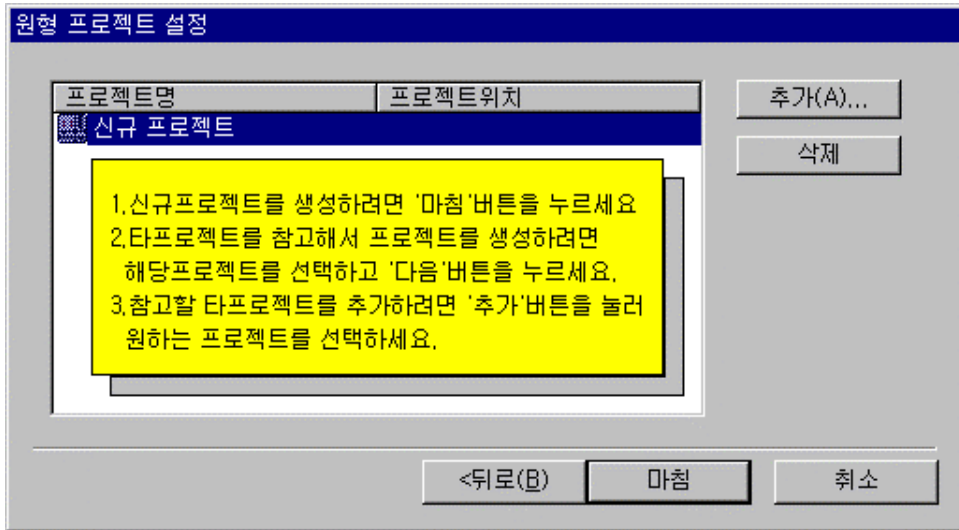 원형 프로젝트 설정
프로젝트명 프로젝트위치 추가(A)...
신규 프로젝트
삭제
1.신규프로젝트를 생성하려면 '마침'버튼을 누르세요
2.타프로젝트를 참고해서 프로젝트를 생성하려면
해당프로젝트를 선택하고 '다음'버튼을 누르세요.
3.참고할 타프로젝트를 추가하려면 '추가'버튼을 눌러
원하는 프로젝트를 선택하세요.
<뒤로(B) 마침 취소